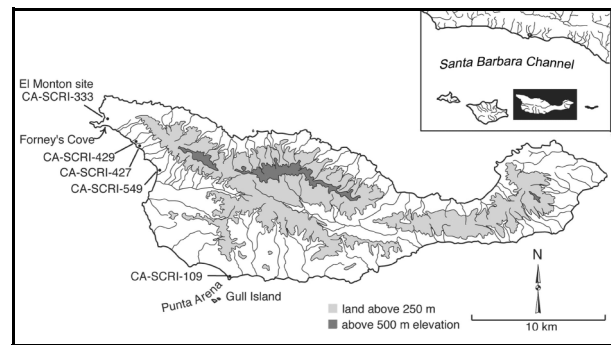 Santa Barbara Channel
El Monton site
CA-SCRI-333
Forney's Cove
CA-SCRI-429
CA-SCRI-427
CA-SCRI-549
CA-SCRI-109
Punta Arena
Gull Island
land above 250 m
above 500 m elevation
N
10 km